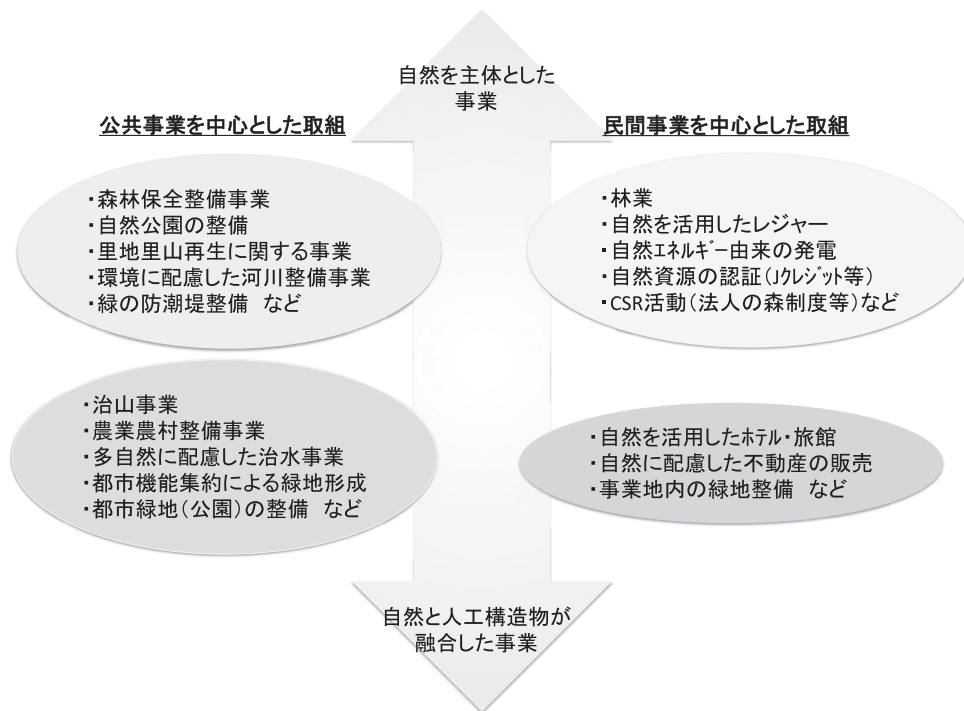 自然を主体とした
事業
公共事業を中心とした取組
民間事業を中心とした取組
・森林保全整備事業
・自然公園の整備
・里地里山再生に関する事業
・環境に配慮した河川整備事業
・緑の防潮堤整備　など
・林業
・自然を活用したレジャー
・自然ｴﾈﾙｷﾞｰ由来の発電
・自然資源の認証（Jｸﾚｼﾞｯﾄ等）
・CSR活動（法人の森制度等）など
・治山事業
・農業農村整備事業
・多自然に配慮した治水事業
・都市機能集約による緑地形成
・都市緑地（公園）の整備　など
・自然を活用したﾎﾃﾙ・旅館
・自然に配慮した不動産の販売
・事業地内の緑地整備　など
自然と人工構造物が
融合した事業